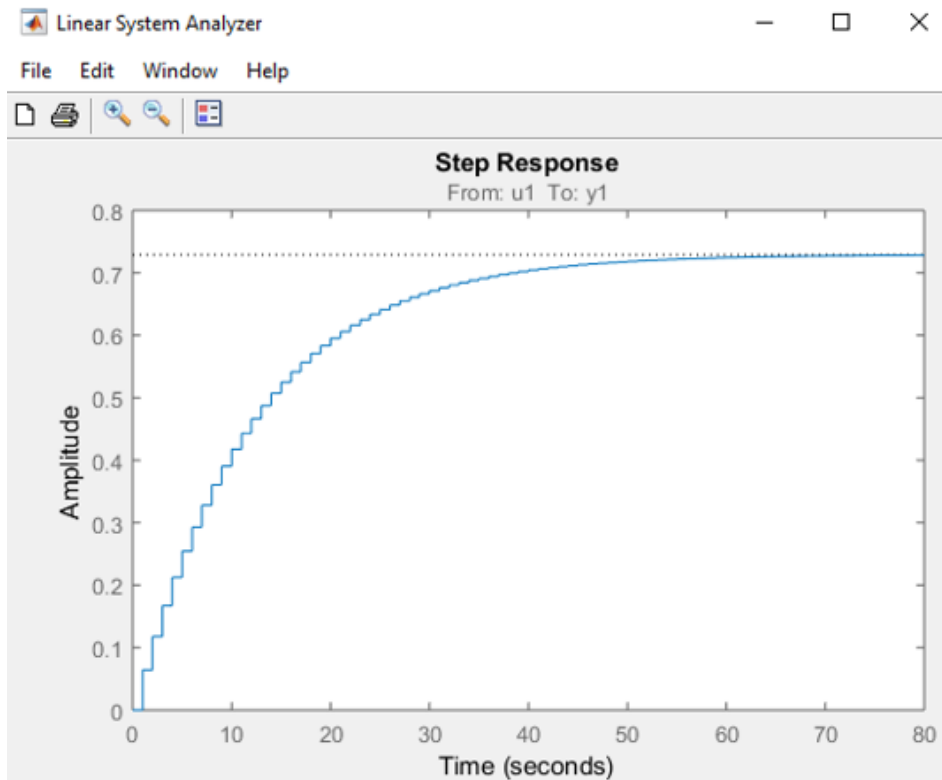 Linear System Analyzer
File Edit Window Help
Step Response
From: u1 To: y1
0.8
0.7
0.6
0.5
0.4
0.3
0.2
0.1
0
Amplitude
0 10 20 30 40 50 60 70 80
Time (seconds)